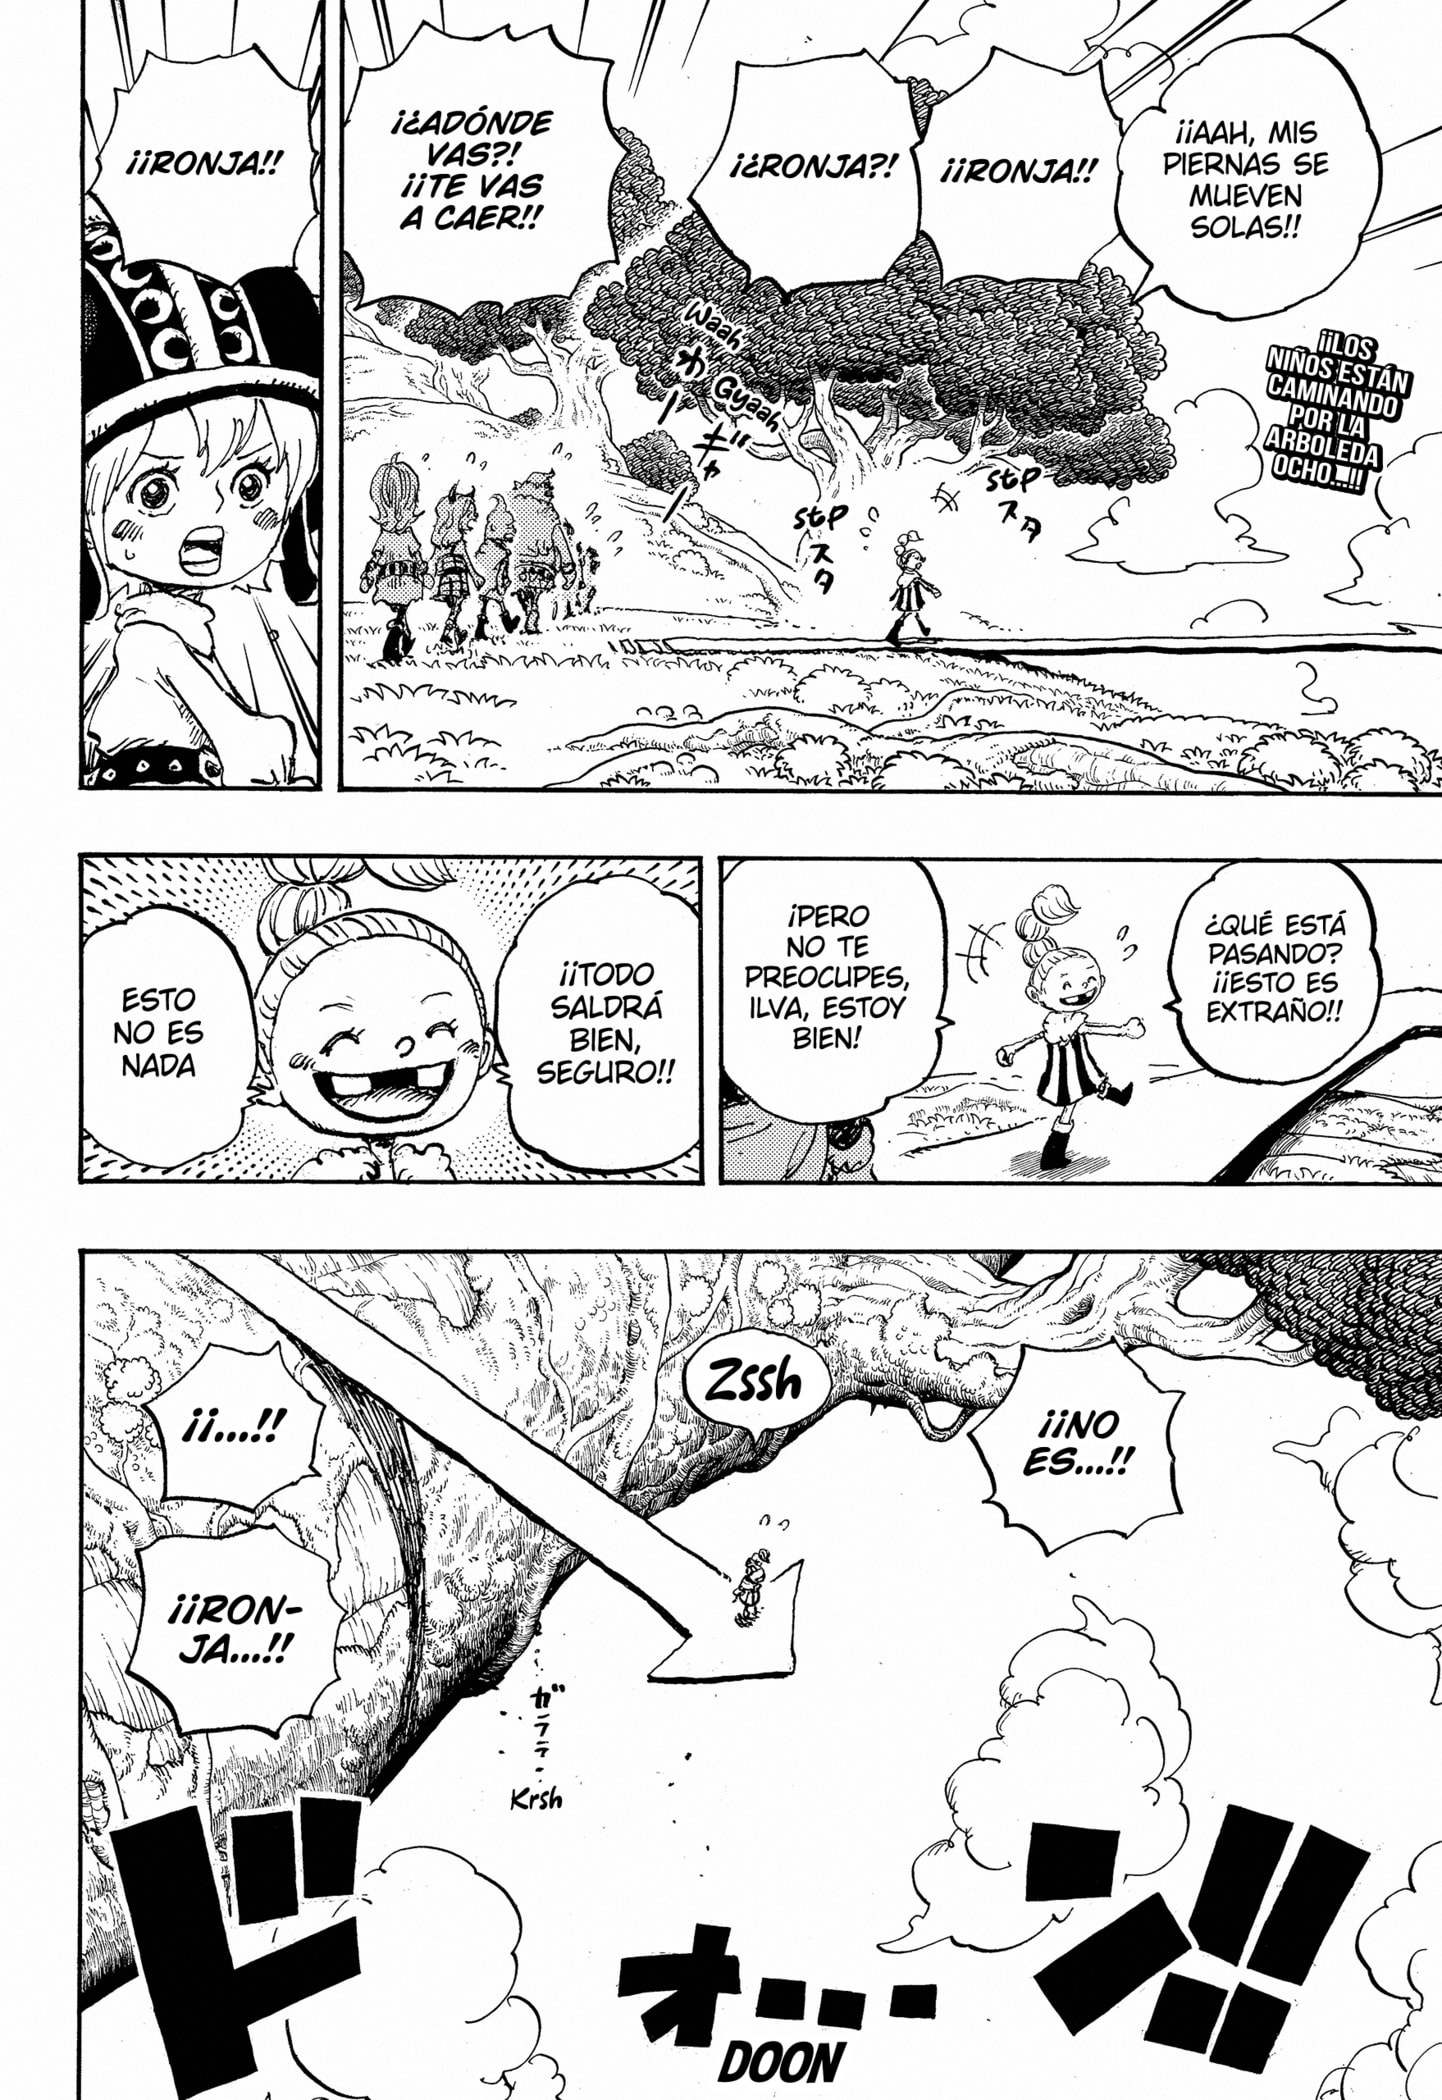 ¡¡AAH, MIS
PIERNAS SE
MUEVEN
SOLAS!!
¡¡RONJA!!
¡¿RONJA?!
¡¿ADÓNDE
VAS?!
¡¡TE VAS
A CAER!!
¡¡LOS
NIÑOS ESTÁN
CAMINANDO
POR LA
ARBOLEDA
OCHO...!!
Waah
わー
Gyaah
ギャー
stp
スタ
stp
スタ
¡¡RONJA!!
¿QUÉ ESTÁ
PASANDO?
¡¡ESTO ES
EXTRAÑO!!
¡PERO
NO TE
PREOCUPES,
ILVA, ESTOY
BIEN!
¡¡TODO
SALDRÁ
BIEN,
SEGURO!!
ESTO
NO ES
NADA
¡¡NO
ES...!!
Zssh
¡¡...!!
¡¡RON-
JA...!!
ガララ...
Krsh
ドオ...ン!!
DOON